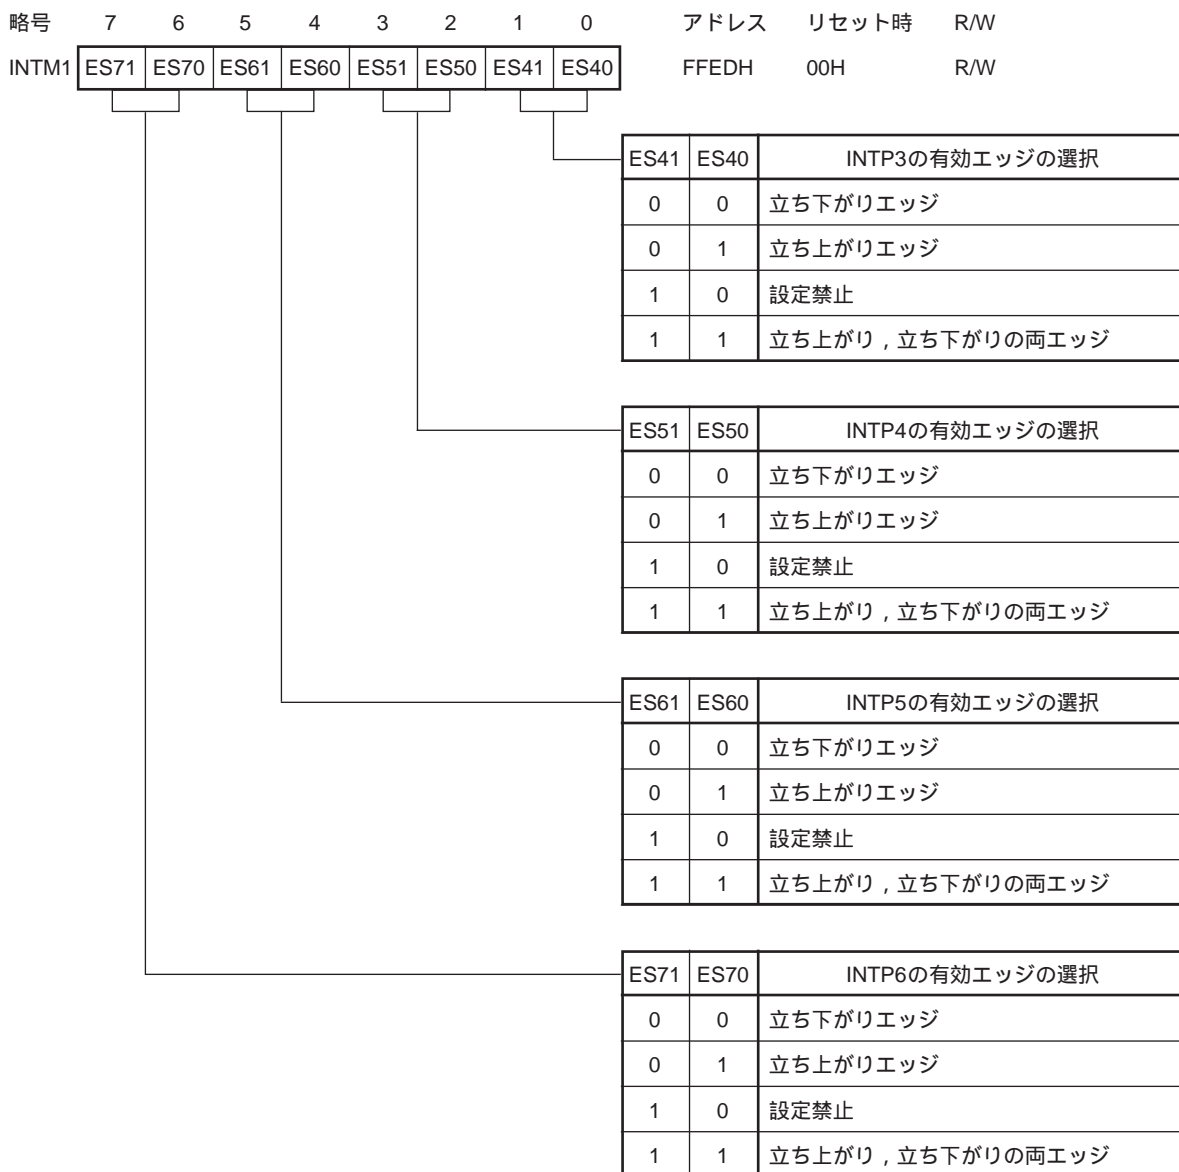 略号 7 6 5 4 3 2 1 0 アドレス リセット時 R/W
INTM1 ES71 ES70 ES61 ES60 ES51 ES50 ES41 ES40 FFEDH 00H R/W
ES41 ES40 INTP3の有効エッジの選択
0 0 立ち下がりエッジ
0 1 立ち上がりエッジ
1 0 設定禁止
1 1 立ち上がり，立ち下がりの両エッジ
ES51 ES50 INTP4の有効エッジの選択
0 0 立ち下がりエッジ
0 1 立ち上がりエッジ
1 0 設定禁止
1 1 立ち上がり，立ち下がりの両エッジ
ES61 ES60 INTP5の有効エッジの選択
0 0 立ち下がりエッジ
0 1 立ち上がりエッジ
1 0 設定禁止
1 1 立ち上がり，立ち下がりの両エッジ
ES71 ES70 INTP6の有効エッジの選択
0 0 立ち下がりエッジ
0 1 立ち上がりエッジ
1 0 設定禁止
1 1 立ち上がり，立ち下がりの両エッジ